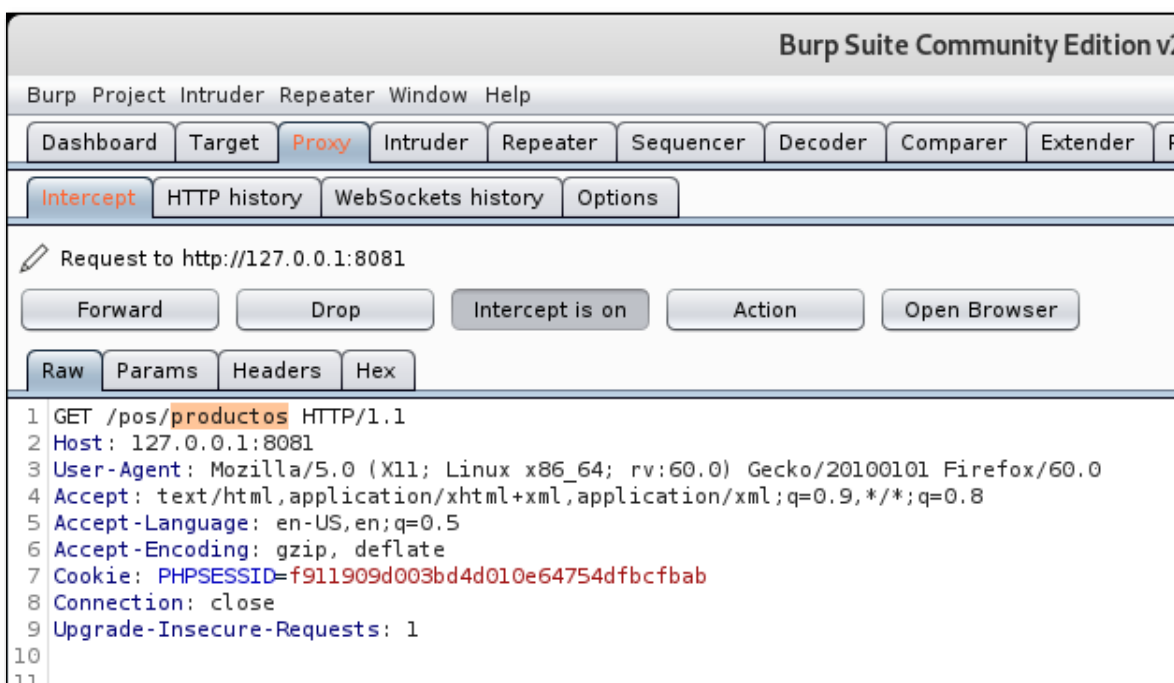 Burp Suite Community Edition
Burp Project Intruder Repeater Window Help
Dashboard Target Proxy Intruder Repeater Sequencer Decoder Comparer Extender
Intercept HTTP history WebSockets history Options
Request to http://127.0.0.1:8081
Forward Drop Intercept is on Action Open Browser
Raw Params Headers Hex
1 GET /pos/productos HTTP/1.1
2 Host: 127.0.0.1:8081
3 User-Agent: Mozilla/5.0 (X11; Linux x86_64; rv:60.0) Gecko/20100101 Firefox/60.0
4 Accept: text/html,application/xhtml+xml,application/xml;q=0.9,*/*;q=0.8
5 Accept-Language: en-US,en;q=0.5
6 Accept-Encoding: gzip, deflate
7 Cookie: PHPSESSID=f911909d003bd4d010e64754dfbcfbab
8 Connection: close
9 Upgrade-Insecure-Requests: 1
10
11